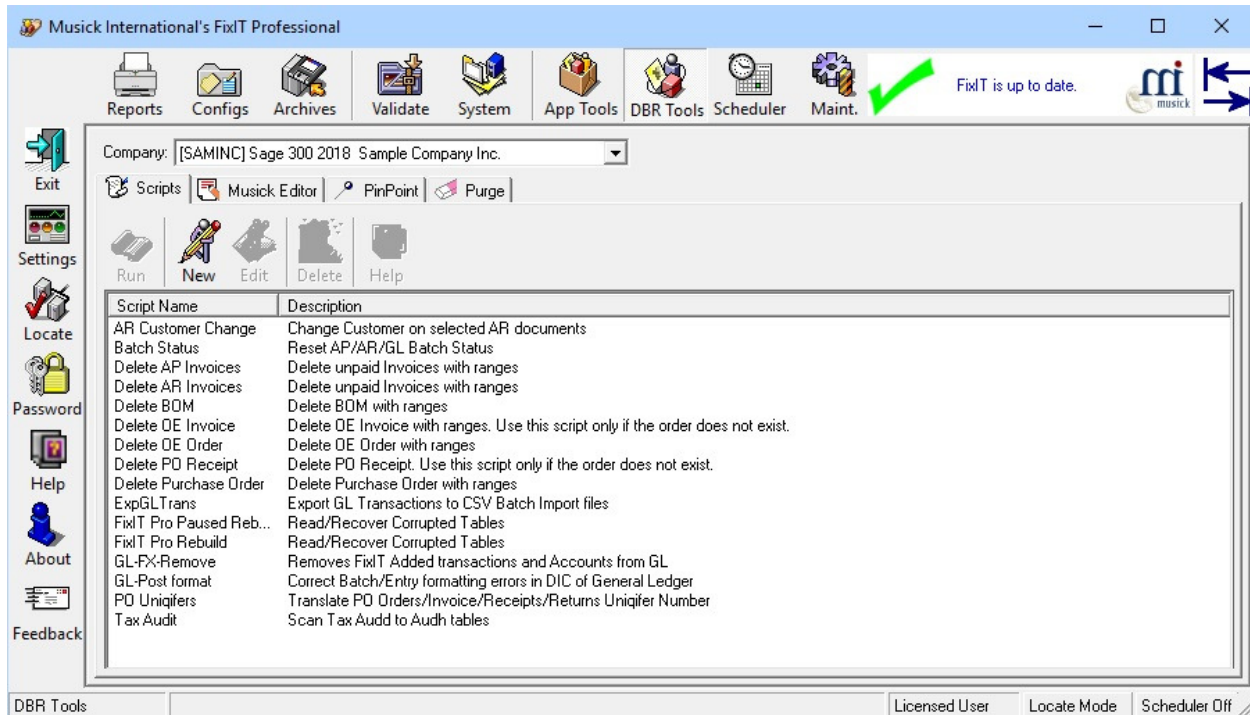 Musick International's FixIT Professional
Reports Configs Archives Validate System App Tools DBR Tools Scheduler Maint. FixIT is up to date. mi musick
Exit
Settings
Locate
Password
Help
About
Feedback
Company: [SAMINC] Sage 300 2018 Sample Company Inc.
Scripts Musick Editor PinPoint Purge
Run New Edit Delete Help
Script Name Description
AR Customer Change Change Customer on selected AR documents
Batch Status Reset AP/AR/GL Batch Status
Delete AP Invoices Delete unpaid Invoices with ranges
Delete AR Invoices Delete unpaid Invoices with ranges
Delete BOM Delete BOM with ranges
Delete OE Invoice Delete OE Invoice with ranges. Use this script only if the order does not exist.
Delete OE Order Delete OE Order with ranges
Delete PO Receipt Delete PO Receipt. Use this script only if the order does not exist.
Delete Purchase Order Delete Purchase Order with ranges
ExpGLTrans Export GL Transactions to CSV Batch Import files
FixIT Pro Paused Reb... Read/Recover Corrupted Tables
FixIT Pro Rebuild Read/Recover Corrupted Tables
GL-FX-Remove Removes FixIT Added transactions and Accounts from GL
GL-Post format Correct Batch/Entry formatting errors in DIC of General Ledger
PO Uniqifers Translate PO Orders/Invoice/Receipts/Returns Uniqifer Number
Tax Audit Scan Tax Audd to Audh tables
DBR Tools Licensed User Locate Mode Scheduler Off